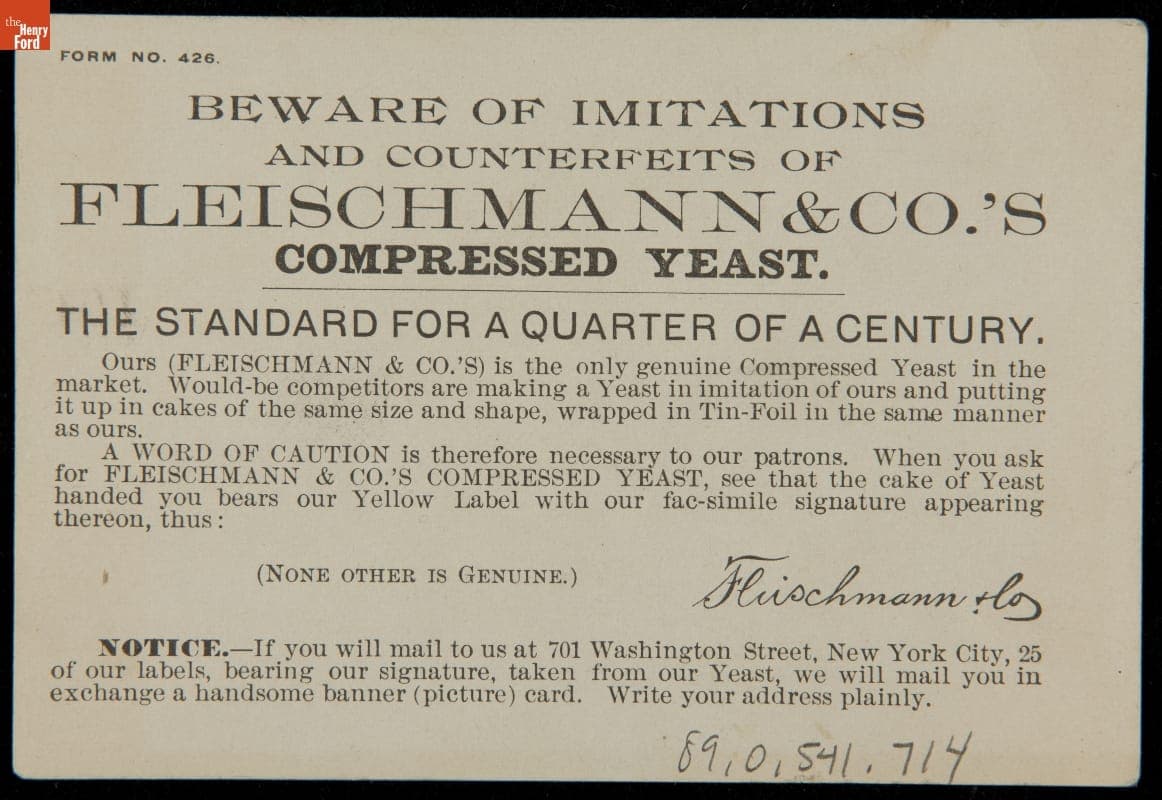 the
Henry
Ford
FORM NO. 426.
BEWARE OF IMITATIONS
AND COUNTERFEITS OF
FLEISCHMANN & CO.'S
COMPRESSED YEAST.
THE STANDARD FOR A QUARTER OF A CENTURY.
Ours (FLEISCHMANN & CO.'S) is the only genuine Compressed Yeast in the
market. Would-be competitors are making a Yeast in imitation of ours and putting
it up in cakes of the same size and shape, wrapped in Tin-Foil in the same manner
as ours.
A WORD OF CAUTION is therefore necessary to our patrons. When you ask
for FLEISCHMANN & CO.'S COMPRESSED YEAST, see that the cake of Yeast
handed you bears our Yellow Label with our fac-simile signature appearing
thereon, thus:
(NONE OTHER IS GENUINE.) Fleischmann & Co
NOTICE.—If you will mail to us at 701 Washington Street, New York City, 25
of our labels, bearing our signature, taken from our Yeast, we will mail you in
exchange a handsome banner (picture) card. Write your address plainly.
89.0.541.714